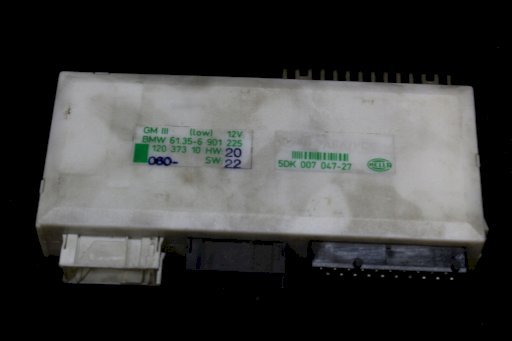 GM III (low) 12V
BMW 61.35-6 901 225
120 373 10 HW 20
060- SW 22
5DK 007 047-27
HELLA